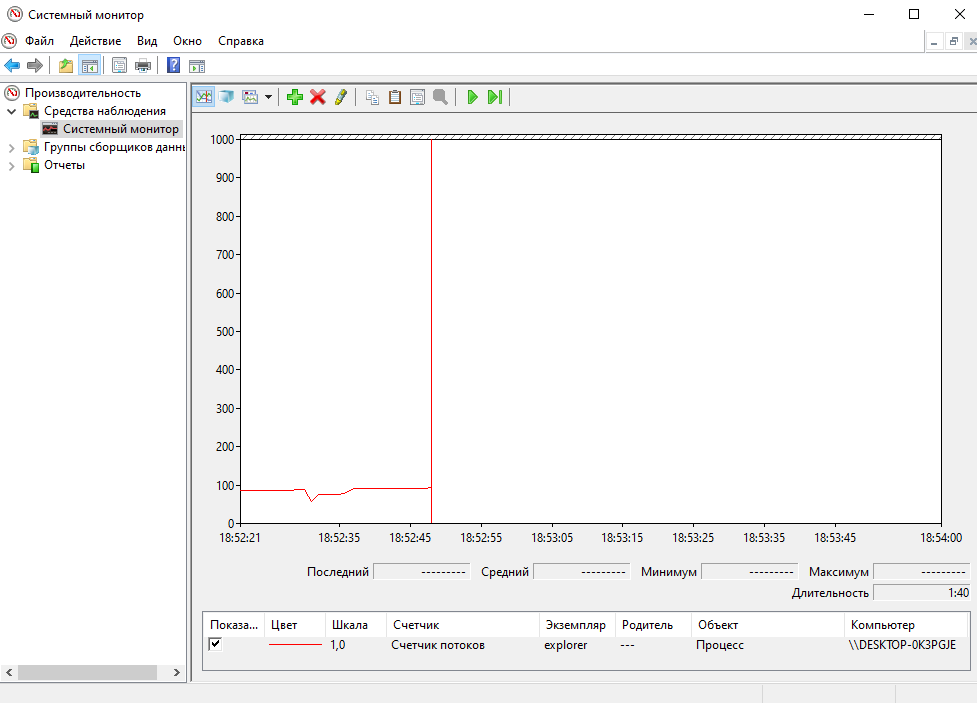 Системный монитор
Файл Действие Вид Окно Справка
Производительность
Средства наблюдения
Системный монитор
Группы сборщиков данн
Отчеты
1000
900
800
700
600
500
400
300
200
100
0
18:52:21 18:52:35 18:52:45 18:52:55 18:53:05 18:53:15 18:53:25 18:53:35 18:53:45 18:54:00
Последний --------- Средний --------- Минимум --------- Максимум ---------
Длительность 1:40
Показа... Цвет Шкала Счетчик Экземпляр Родитель Объект Компьютер
1,0 Счетчик потоков explorer --- Процесс \\DESKTOP-0K3PGJE